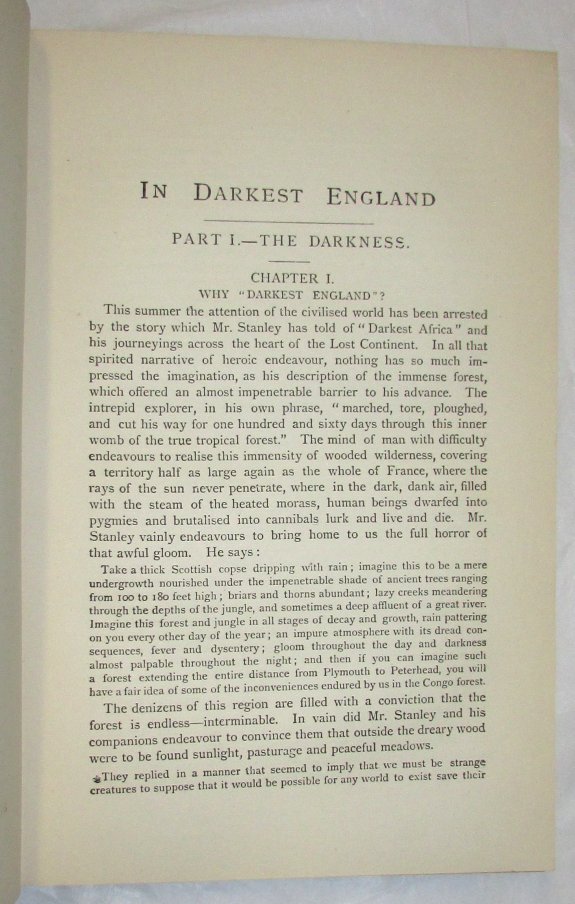 IN DARKEST ENGLAND
PART I.—THE DARKNESS.
CHAPTER I.
WHY "DARKEST ENGLAND"?
This summer the attention of the civilised world has been arrested
by the story which Mr. Stanley has told of "Darkest Africa" and
his journeyings across the heart of the Lost Continent. In all that
spirited narrative of heroic endeavour, nothing has so much im-
pressed the imagination, as his description of the immense forest,
which offered an almost impenetrable barrier to his advance. The
intrepid explorer, in his own phrase, "marched, tore, ploughed,
and cut his way for one hundred and sixty days through this inner
womb of the true tropical forest." The mind of man with difficulty
endeavours to realise this immensity of wooded wilderness, covering
a territory half as large again as the whole of France, where the
rays of the sun never penetrate, where in the dark, dank air, filled
with the steam of the heated morass, human beings dwarfed into
pygmies and brutalised into cannibals lurk and live and die. Mr.
Stanley vainly endeavours to bring home to us the full horror of
that awful gloom. He says:
Take a thick Scottish copse dripping with rain; imagine this to be a mere
undergrowth nourished under the impenetrable shade of ancient trees ranging
from 100 to 180 feet high; briars and thorns abundant; lazy creeks meandering
through the depths of the jungle, and sometimes a deep affluent of a great river.
Imagine this forest and jungle in all stages of decay and growth, rain pattering
on you every other day of the year; an impure atmosphere with its dread con-
sequences, fever and dysentery; gloom throughout the day and darkness
almost palpable throughout the night; and then if you can imagine such
a forest extending the entire distance from Plymouth to Peterhead, you will
have a fair idea of some of the inconveniences endured by us in the Congo forest.
The denizens of this region are filled with a conviction that the
forest is endless—interminable. In vain did Mr. Stanley and his
companions endeavour to convince them that outside the dreary wood
were to be found sunlight, pasturage and peaceful meadows.
They replied in a manner that seemed to imply that we must be strange
creatures to suppose that it would be possible for any world to exist save their